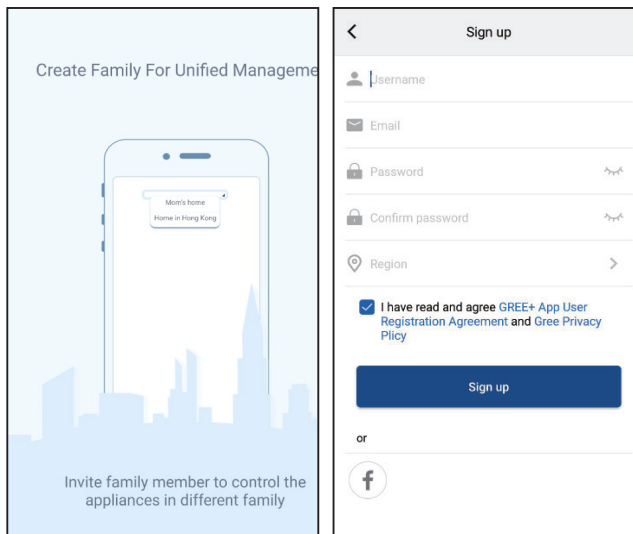 Create Family For Unified Manageme
Mom's home
Home in Hong Kong
Invite family member to control the
appliances in different family
Sign up
Username
Email
Password
Confirm password
Region
I have read and agree GREE+ App User
Registration Agreement and Gree Privacy
Plicy
Sign up
or